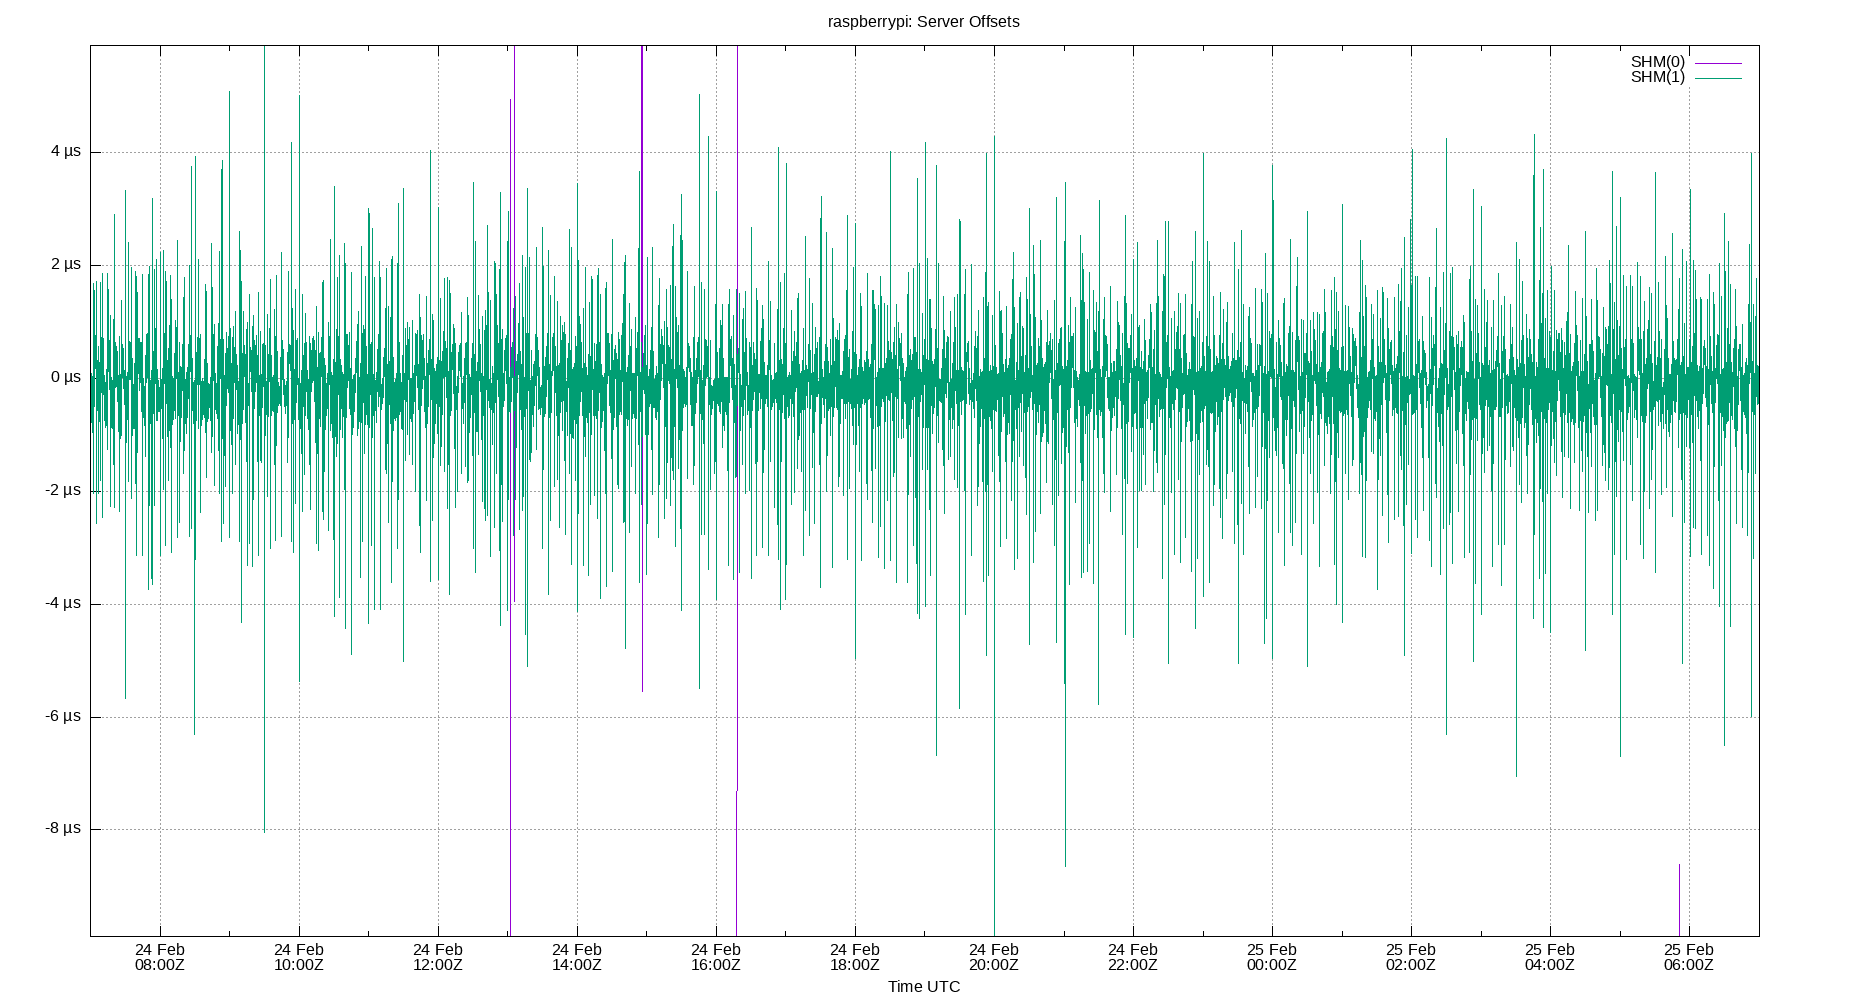 raspberrypi: Server Offsets
SHM(0)
SHM(1)
4 µs
2 µs
0 µs
-2 µs
-4 µs
-6 µs
-8 µs
24 Feb 24 Feb 24 Feb 24 Feb 24 Feb 24 Feb 24 Feb 24 Feb 25 Feb 25 Feb 25 Feb 25 Feb
08:00Z 10:00Z 12:00Z 14:00Z 16:00Z 18:00Z 20:00Z 22:00Z 00:00Z 02:00Z 04:00Z 06:00Z
Time UTC